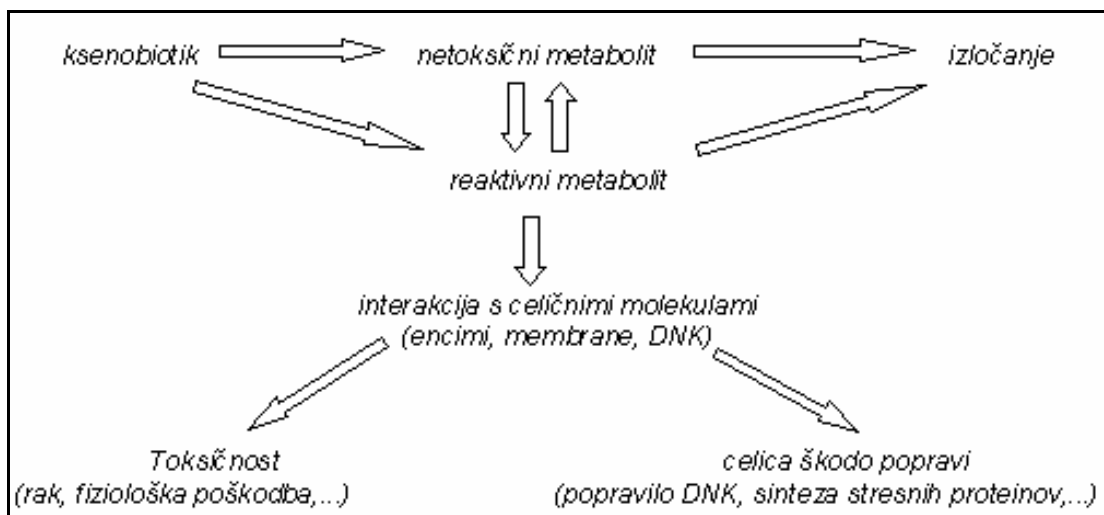 ksenobiotik netoksični metabolit izločanje
reaktivni metabolit
interakcija s celičnimi molekulami
(encimi, membrane, DNK)
Toksičnost celica škodo popravi
(rak, fiziološka poškodba,...) (popravilo DNK, sinteza stresnih proteinov,...)